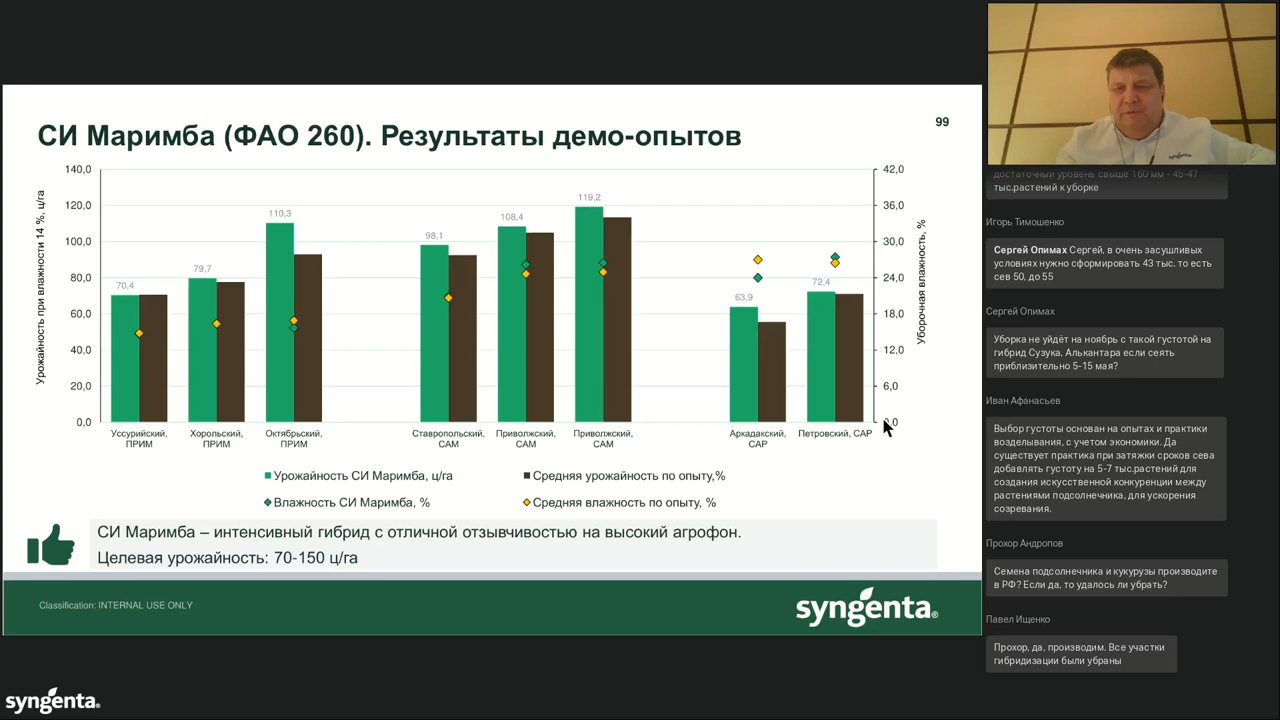 СИ Маримба (ФАО 260). Результаты демо-опытов
99
Урожайность при влажности 14 %, ц/га
140,0
120,0
100,0
80,0
60,0
40,0
20,0
0,0
70,4
79,7
110,3
98,1
108,4
119,2
63,9
72,4
42,0
36,0
30,0
24,0
18,0
12,0
6,0
Уборочная влажность, %
Уссурийский, ПРИМ
Хорольский, ПРИМ
Октябрьский, ПРИМ
Ставропольский, САМ
Приволжский, САМ
Приволжский, САМ
Аркадакский, САР
Петровский, САР
Урожайность СИ Маримба, ц/га
Средняя урожайность по опыту,%
Влажность СИ Маримба, %
Средняя влажность по опыту, %
СИ Маримба – интенсивный гибрид с отличной отзывчивостью на высокий агрофон.
Целевая урожайность: 70-150 ц/га
Classification: INTERNAL USE ONLY
syngenta®
syngenta.
syngenta
достаточный уровень свыше 160 мм - 45-47
тыс.растений к уборке
Игорь Тимошенко
Сергей Опимах Сергей, в очень засушливых
условиях нужно сформировать 43 тыс. то есть
сев 50, до 55
Сергей Опимах
Уборка не уйдёт на ноябрь с такой густотой на
гибрид Сузука, Алькантара если сеять
приблизительно 5-15 мая?
Иван Афанасьев
Выбор густоты основан на опытах и практики
возделывания, с учетом экономики. Да
существует практика при затяжки сроков сева
добавлять густоту на 5-7 тыс.растений для
создания искусственной конкуренции между
растениями подсолнечника, для ускорения
созревания.
Прохор Андропов
Семена подсолнечника и кукурузы производите
в РФ? Если да, то удалось ли убрать?
Павел Ищенко
Прохор, да, производим. Все участки
гибридизации были убраны